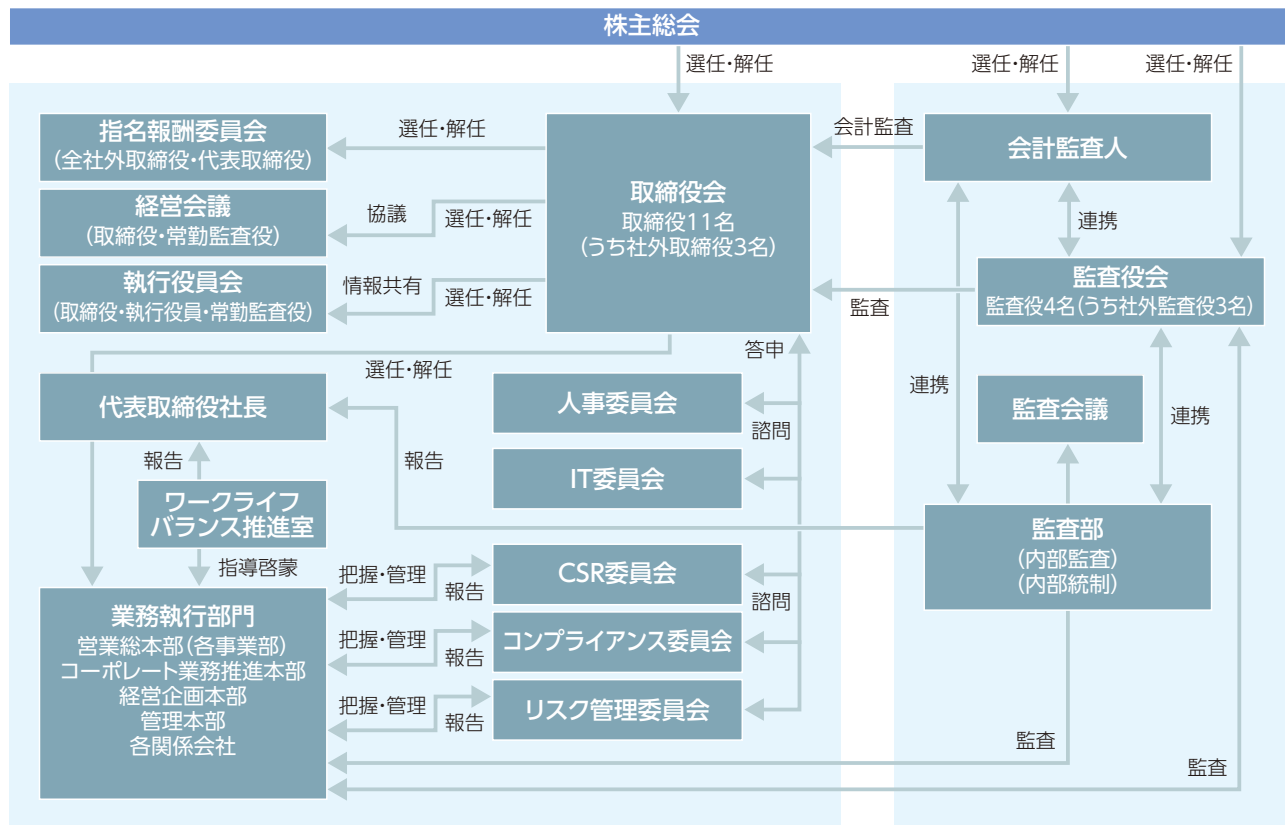 株主総会
選任・解任
選任・解任
選任・解任
指名報酬委員会
(全社外取締役・代表取締役)
選任・解任
経営会議
(取締役・常勤監査役)
協議
選任・解任
執行役員会
(取締役・執行役員・常勤監査役)
情報共有
選任・解任
取締役会
取締役11名
(うち社外取締役3名)
会計監査
会計監査人
連携
監査役会
監査役4名(うち社外監査役3名)
監査
答申
選任・解任
代表取締役社長
人事委員会
諮問
連携
監査会議
連携
報告
報告
IT委員会
ワークライフ
バランス推進室
監査部
(内部監査)
(内部統制)
指導啓蒙
把握・管理
報告
CSR委員会
諮問
業務執行部門
営業総本部(各事業部)
コーポレート業務推進本部
経営企画本部
管理本部
各関係会社
把握・管理
報告
コンプライアンス委員会
把握・管理
報告
リスク管理委員会
監査
監査